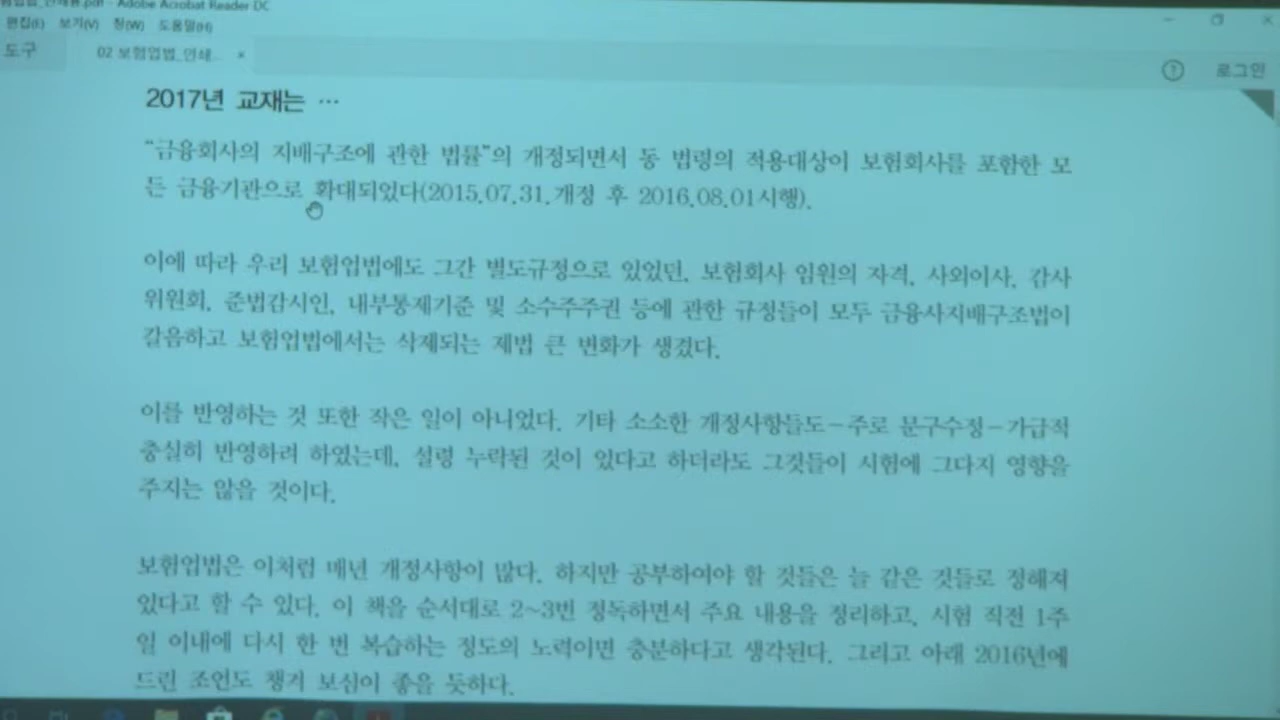 Adobe Acrobat Reader DC
편집(E) 보기(V) 창(W) 도움말(H)
도구
02 보험업법_인쇄... ×
? 로그인
2017년 교재는 …
“금융회사의 지배구조에 관한 법률”의 개정되면서 동 법령의 적용대상이 보험회사를 포함한 모
든 금융기관으로 확대되었다(2015.07.31.개정 후 2016.08.01시행).
이에 따라 우리 보험업법에도 그간 별도규정으로 있었던, 보험회사 임원의 자격, 사외이사, 감사
위원회, 준법감시인, 내부통제기준 및 소수주주권 등에 관한 규정들이 모두 금융사지배구조법이
갈음하고 보험업법에서는 삭제되는 제법 큰 변화가 생겼다.
이를 반영하는 것 또한 작은 일이 아니었다. 기타 소소한 개정사항들도-주로 문구수정-가급적
충실히 반영하려 하였는데, 설령 누락된 것이 있다고 하더라도 그것들이 시험에 그다지 영향을
주지는 않을 것이다.
보험업법은 이처럼 매년 개정사항이 많다. 하지만 공부하여야 할 것들은 늘 같은 것들로 정해져
있다고 할 수 있다. 이 책을 순서대로 2~3번 정독하면서 주요 내용을 정리하고, 시험 직전 1주
일 이내에 다시 한 번 복습하는 정도의 노력이면 충분하다고 생각된다. 그리고 아래 2016년에
드린 조언도 챙겨 보심이 좋을 듯하다.